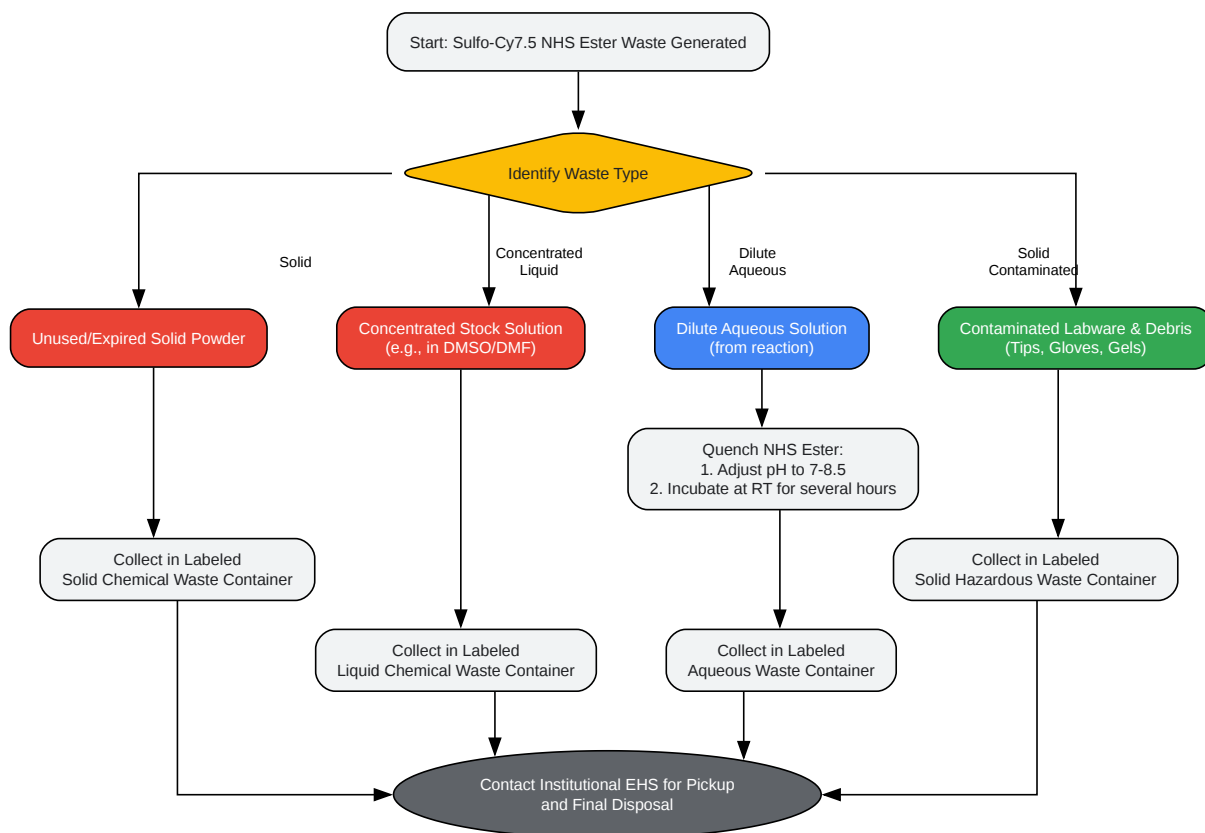 Start: Sulfo-Cy7.5 NHS Ester Waste Generated
Identify Waste Type
Solid
Concentrated
Liquid
Dilute
Aqueous
Solid
Contaminated
Unused/Expired Solid Powder
Concentrated Stock Solution
(e.g., in DMSO/DMF)
Dilute Aqueous Solution
(from reaction)
Contaminated Labware & Debris
(Tips, Gloves, Gels)
Quench NHS Ester:
1. Adjust pH to 7-8.5
2. Incubate at RT for several hours
Collect in Labeled
Solid Chemical Waste Container
Collect in Labeled
Solid Hazardous Waste Container
Collect in Labeled
Liquid Chemical Waste Container
Collect in Labeled
Aqueous Waste Container
Contact Institutional EHS for Pickup
and Final Disposal